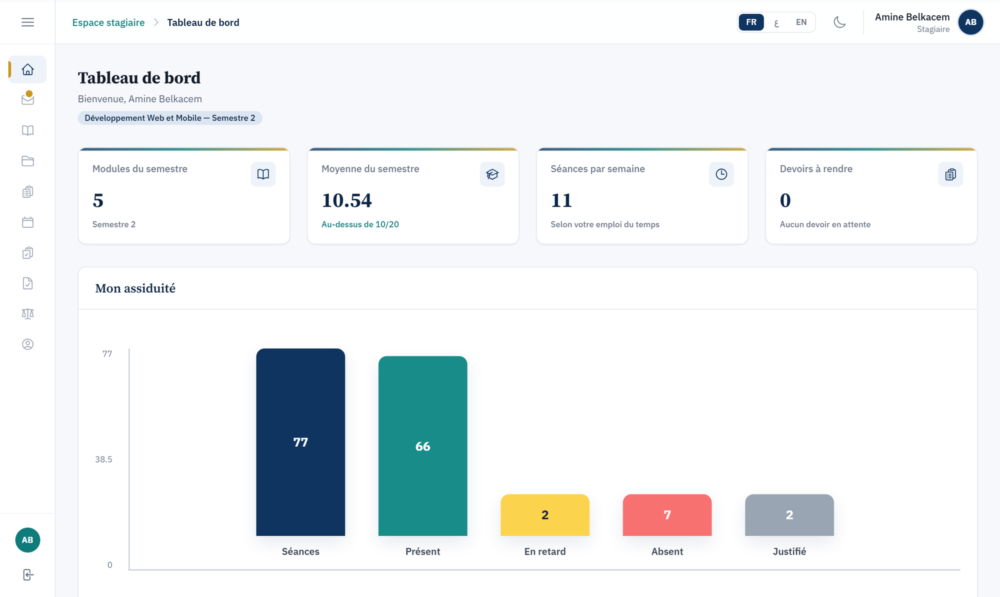 Espace stagiaire
Tableau de bord
FR
ع
EN
Amine Belkacem
Stagiaire
AB
Tableau de bord
Bienvenue, Amine Belkacem
Développement Web et Mobile — Semestre 2
Modules du semestre
5
Semestre 2
Moyenne du semestre
10.54
Au-dessus de 10/20
Séances par semaine
11
Selon votre emploi du temps
Devoirs à rendre
0
Aucun devoir en attente
Mon assiduité
77
38.5
0
77
66
2
7
2
Séances
Présent
En retard
Absent
Justifié
AB